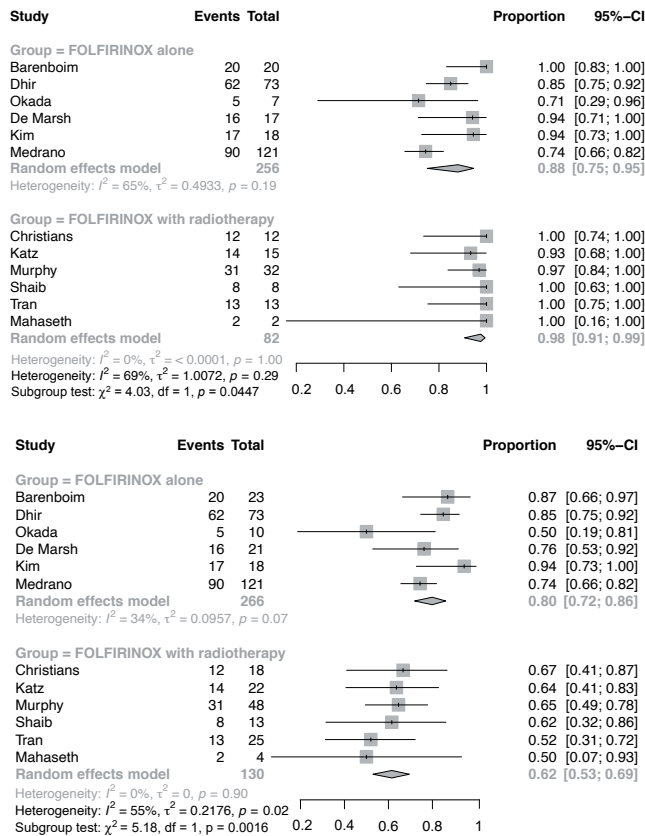 Study Events Total Proportion 95%−CI
Group = FOLFIRINOX alone
Barenboim 20 20 1.00 [0.83; 1.00]
Dhir 62 73 0.85 [0.75; 0.92]
Okada 5 7 0.71 [0.29; 0.96]
De Marsh 16 17 0.94 [0.71; 1.00]
Kim 17 18 0.94 [0.73; 1.00]
Medrano 90 121 0.74 [0.66; 0.82]
Random effects model 256 0.88 [0.75; 0.95]
Heterogeneity: I² = 65%, τ² = 0.4933, p = 0.19
Group = FOLFIRINOX with radiotherapy
Christians 12 12 1.00 [0.74; 1.00]
Katz 14 15 0.93 [0.68; 1.00]
Murphy 31 32 0.97 [0.84; 1.00]
Shaib 8 8 1.00 [0.63; 1.00]
Tran 13 13 1.00 [0.75; 1.00]
Mahaseth 2 2 1.00 [0.16; 1.00]
Random effects model 82 0.98 [0.91; 0.99]
Heterogeneity: I² = 0%, τ² = < 0.0001, p = 1.00
Heterogeneity: I² = 69%, τ² = 1.0072, p = 0.29
Subgroup test: χ² = 4.03, df = 1, p = 0.0447
0.2 0.4 0.6 0.8 1
Study Events Total Proportion 95%−CI
Group = FOLFIRINOX alone
Barenboim 20 23 0.87 [0.66; 0.97]
Dhir 62 73 0.85 [0.75; 0.92]
Okada 5 10 0.50 [0.19; 0.81]
De Marsh 16 21 0.76 [0.53; 0.92]
Kim 17 18 0.94 [0.73; 1.00]
Medrano 90 121 0.74 [0.66; 0.82]
Random effects model 266 0.80 [0.72; 0.86]
Heterogeneity: I² = 34%, τ² = 0.0957, p = 0.07
Group = FOLFIRINOX with radiotherapy
Christians 12 18 0.67 [0.41; 0.87]
Katz 14 22 0.64 [0.41; 0.83]
Murphy 31 48 0.65 [0.49; 0.78]
Shaib 8 13 0.62 [0.32; 0.86]
Tran 13 25 0.52 [0.31; 0.72]
Mahaseth 2 4 0.50 [0.07; 0.93]
Random effects model 130 0.62 [0.53; 0.69]
Heterogeneity: I² = 0%, τ² = 0, p = 0.90
Heterogeneity: I² = 55%, τ² = 0.2176, p = 0.02
Subgroup test: χ² = 5.18, df = 1, p = 0.0016
0.2 0.4 0.6 0.8 1